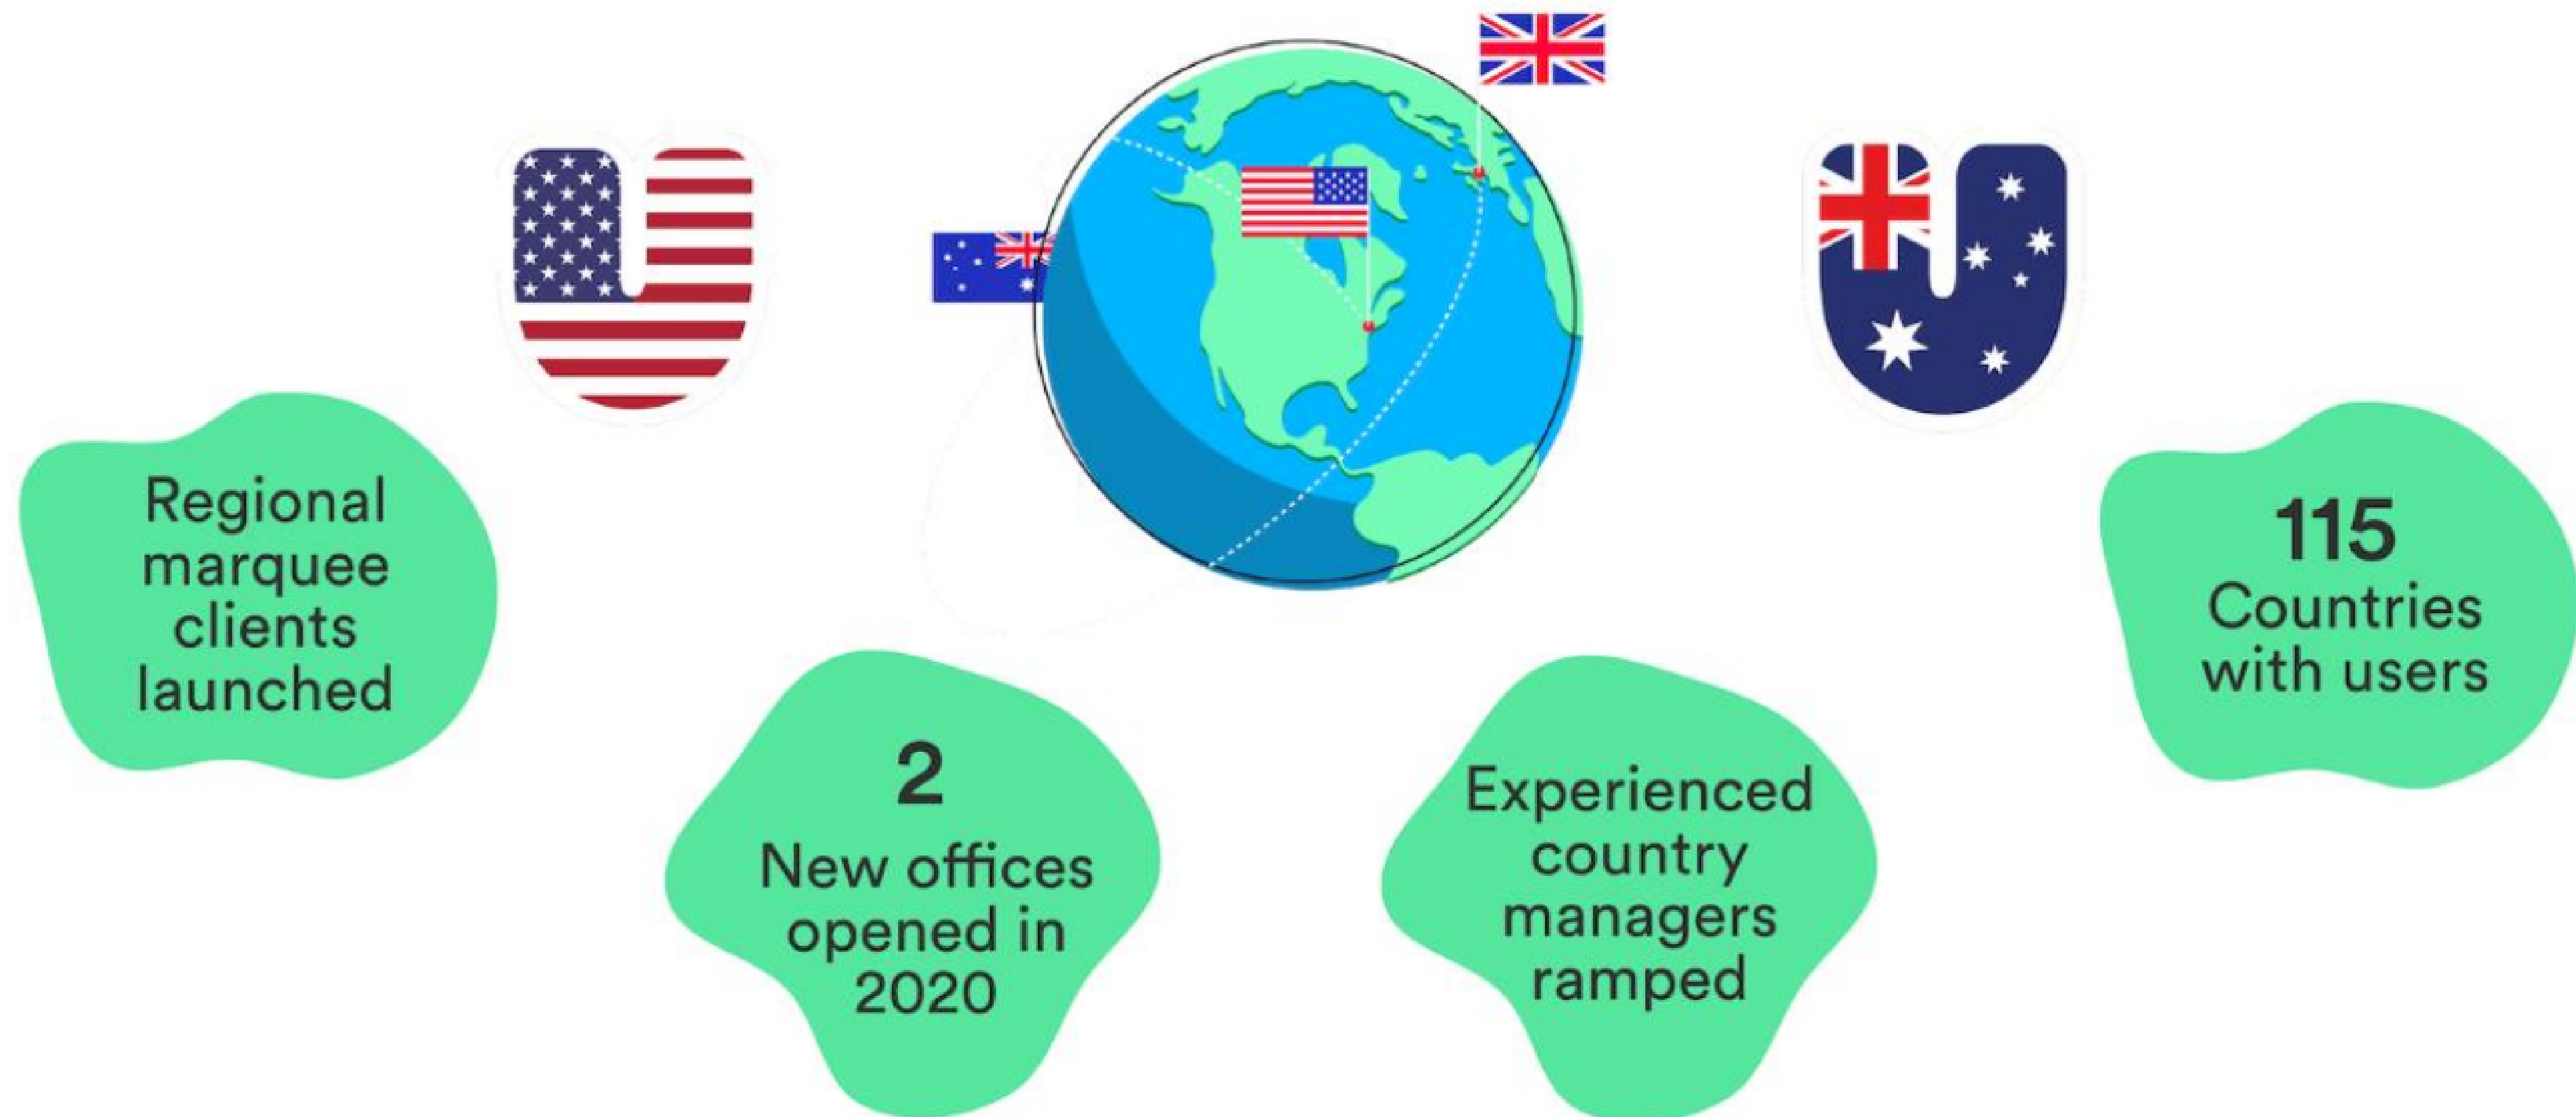 Regional
marquee
clients
launched
2
New offices
opened in
2020
Experienced
country
managers
ramped
115
Countries
with users